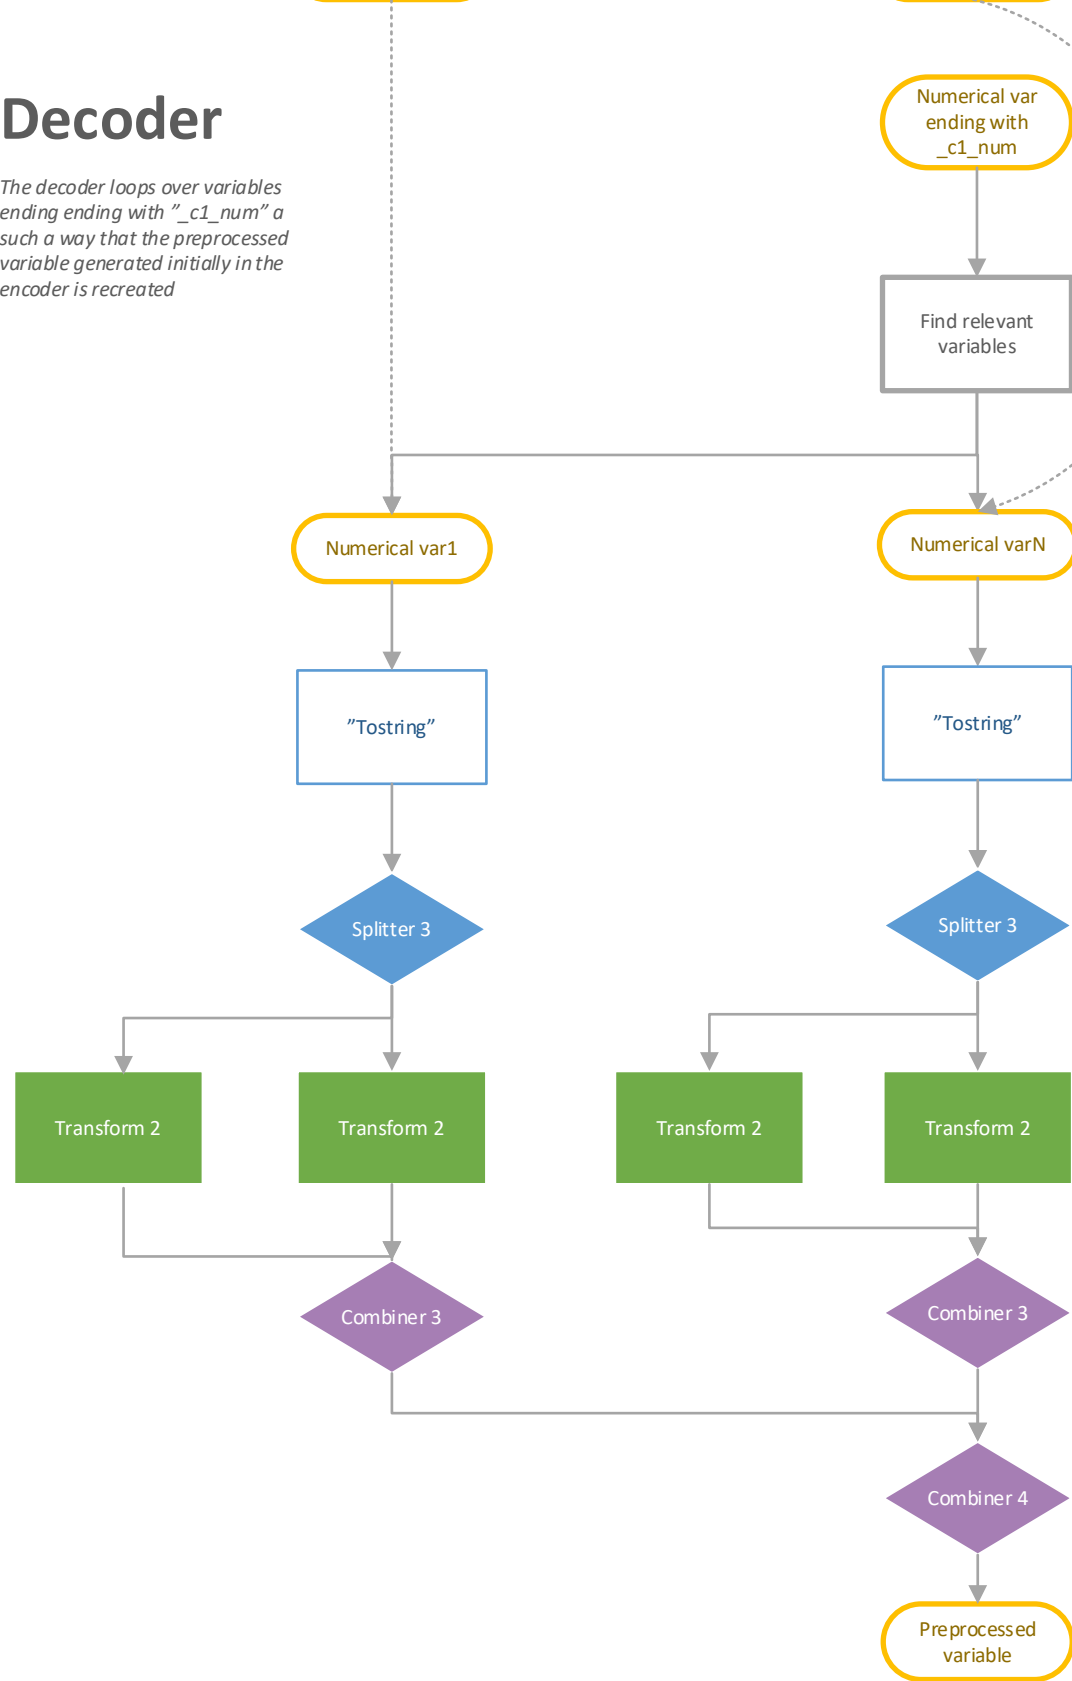 Decoder
The decoder loops over variables
ending ending with ”_c1_num” a
such a way that the preprocessed
variable generated initially in the
encoder is recreated
Numerical var
ending with
_c1_num
Find relevant
variables
Numerical var1
Numerical varN
”Tostring”
”Tostring”
Splitter 3
Splitter 3
Transform 2
Transform 2
Transform 2
Transform 2
Combiner 3
Combiner 3
Combiner 4
Preprocessed
variable